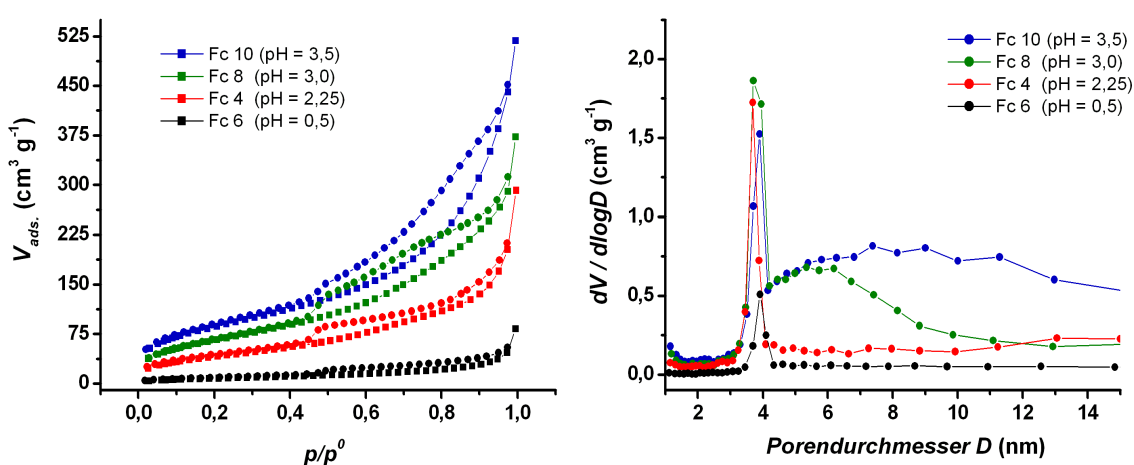 525
450
375
300
225
150
75
0
V_ads. (cm³ g⁻¹)
Fc 10 (pH = 3,5)
Fc 8 (pH = 3,0)
Fc 4 (pH = 2,25)
Fc 6 (pH = 0,5)
0,0 0,2 0,4 0,6 0,8 1,0
p/p⁰
2,0
1,5
1,0
0,5
0,0
dV / dlogD (cm³ g⁻¹)
Fc 10 (pH = 3,5)
Fc 8 (pH = 3,0)
Fc 4 (pH = 2,25)
Fc 6 (pH = 0,5)
2 4 6 8 10 12 14
Porendurchmesser D (nm)